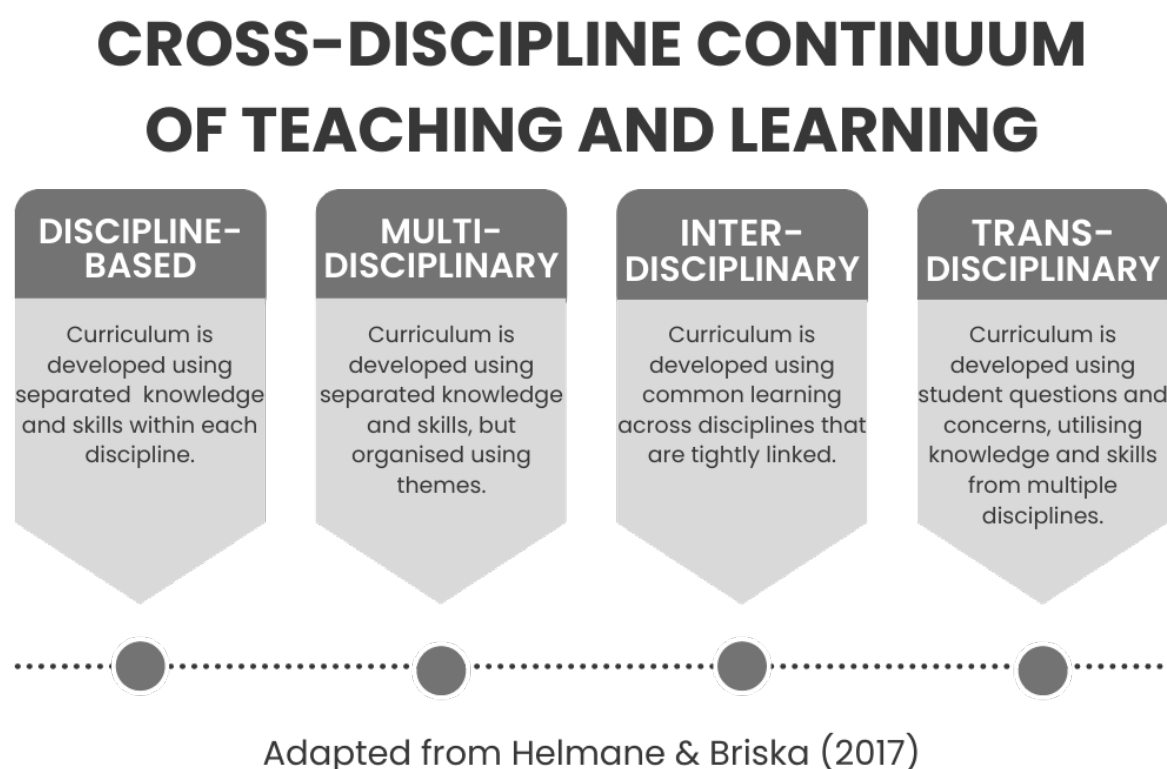 CROSS-DISCIPLINE CONTINUUM
OF TEACHING AND LEARNING
DISCIPLINE-
BASED
Curriculum is
developed using
separated knowledge
and skills within each
discipline.
MULTI-
DISCIPLINARY
Curriculum is
developed using
separated knowledge
and skills, but
organised using
themes.
INTER-
DISCIPLINARY
Curriculum is
developed using
common learning
across disciplines that
are tightly linked.
TRANS-
DISCIPLINARY
Curriculum is
developed using
student questions and
concerns, utilising
knowledge and skills
from multiple
disciplines.
Adapted from Helmane & Briska (2017)